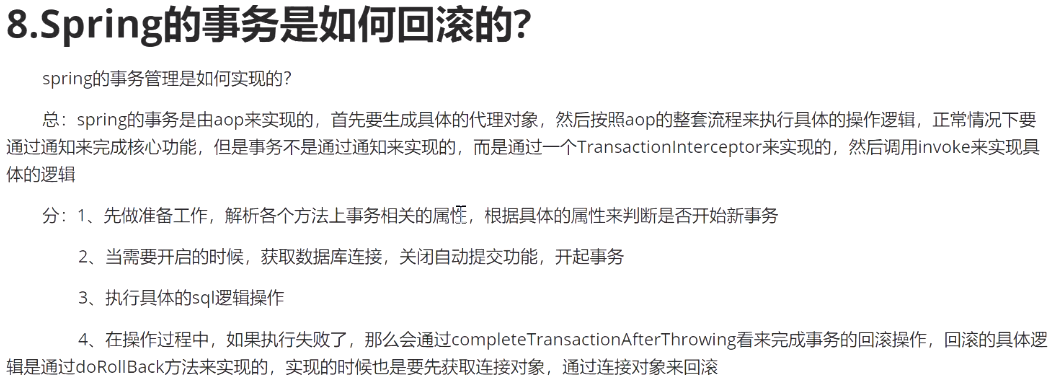 8.Spring的事务是如何回滚的?
spring的事务管理是如何实现的?
总：spring的事务是由aop来实现的，首先要生成具体的代理对象，然后按照aop的整套流程来执行具体的操作逻辑，正常情况下要
通过通知来完成核心功能，但是事务不是通过通知来实现的，而是通过一个TransactionInterceptor来实现的，然后调用invoke来实现具
体的逻辑
分：1、先做准备工作，解析各个方法上事务相关的属性，根据具体的属性来判断是否开始新事务
2、当需要开启的时候，获取数据库连接，关闭自动提交功能，开起事务
3、执行具体的sql逻辑操作
4、在操作过程中，如果执行失败了，那么会通过completeTransactionAfterThrowing看来完成事务的回滚操作，回滚的具体逻
辑是通过doRollBack方法来实现的，实现的时候也是要先获取连接对象，通过连接对象来回滚